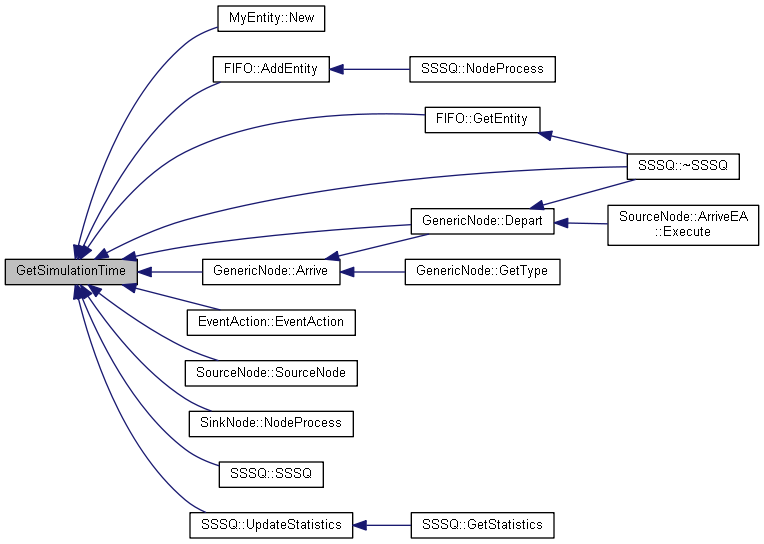 MyEntity::New
FIFO::AddEntity
SSSQ::NodeProcess
FIFO::GetEntity
SSSQ::~SSSQ
GenericNode::Depart
SourceNode::ArriveEA
::Execute
GetSimulationTime
GenericNode::Arrive
GenericNode::GetType
EventAction::EventAction
SourceNode::SourceNode
SinkNode::NodeProcess
SSSQ::SSSQ
SSSQ::UpdateStatistics
SSSQ::GetStatistics